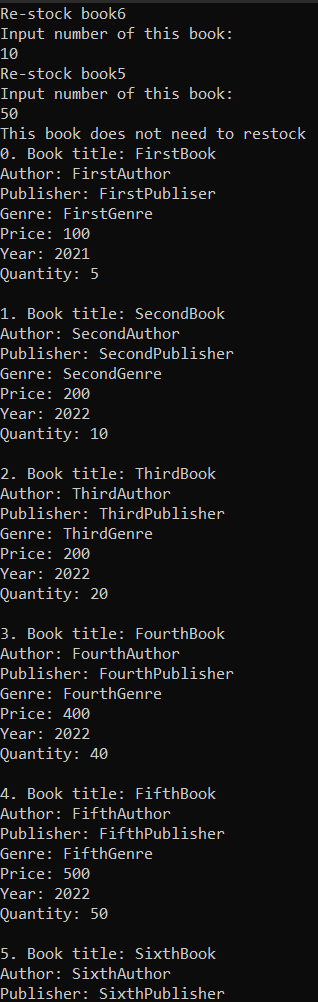 Re-stock book6
Input number of this book:
10
Re-stock book5
Input number of this book:
50
This book does not need to restock
0. Book title: FirstBook
Author: FirstAuthor
Publisher: FirstPubliser
Genre: FirstGenre
Price: 100
Year: 2021
Quantity: 5
1. Book title: SecondBook
Author: SecondAuthor
Publisher: SecondPublisher
Genre: SecondGenre
Price: 200
Year: 2022
Quantity: 10
2. Book title: ThirdBook
Author: ThirdAuthor
Publisher: ThirdPublisher
Genre: ThirdGenre
Price: 200
Year: 2022
Quantity: 20
3. Book title: FourthBook
Author: FourthAuthor
Publisher: FourthPublisher
Genre: FourthGenre
Price: 400
Year: 2022
Quantity: 40
4. Book title: FifthBook
Author: FifthAuthor
Publisher: FifthPublisher
Genre: FifthGenre
Price: 500
Year: 2022
Quantity: 50
5. Book title: SixthBook
Author: SixthAuthor
Publisher: SixthPublisher